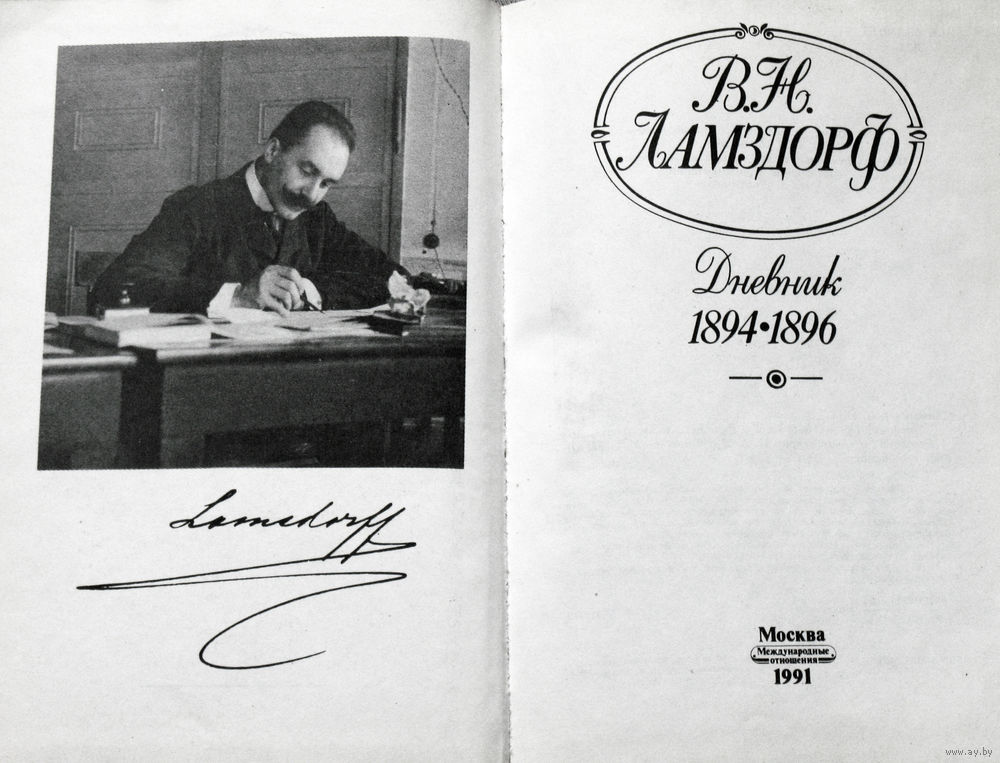 Lamsdorff
В.Н.
ЛАМЗДОРФ
Дневник
1894•1896
Москва
Международные
отношения
1991
www.ay.by